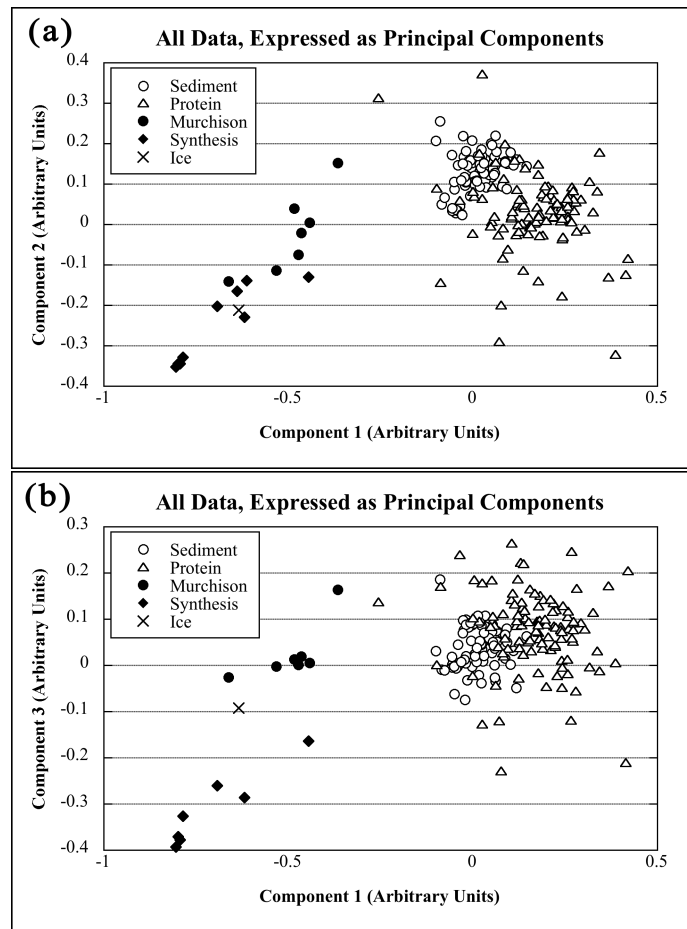 (a)
All Data, Expressed as Principal Components
Component 2 (Arbitrary Units)
0.4
0.3
0.2
0.1
0
-0.1
-0.2
-0.3
-0.4
Sediment
Protein
Murchison
Synthesis
Ice
-1
-0.5
0
0.5
Component 1 (Arbitrary Units)
(b)
All Data, Expressed as Principal Components
Component 3 (Arbitrary Units)
0.3
0.2
0.1
0
-0.1
-0.2
-0.3
-0.4
Sediment
Protein
Murchison
Synthesis
Ice
-1
-0.5
0
0.5
Component 1 (Arbitrary Units)